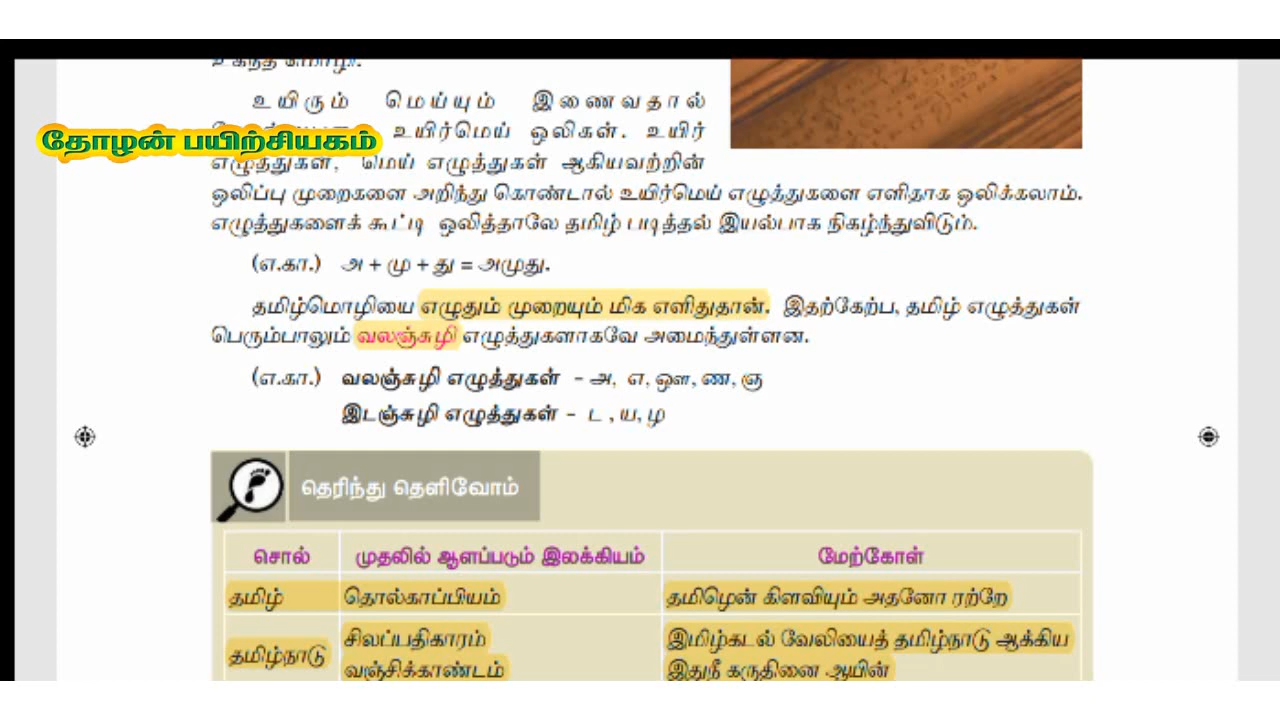 உயிரும் மெய்யும் இணைவதால்
தோழன் பயிற்சியகம்
உயிர்மெய் ஒலிகள். உயிர்
எழுத்துகள், மெய் எழுத்துகள் ஆகியவற்றின்
ஒலிப்பு முறைகளை அறிந்து கொண்டால் உயிர்மெய் எழுத்துகளை எளிதாக ஒலிக்கலாம்.
எழுத்துகளைக் கூட்டி ஒலித்தாலே தமிழ் படித்தல் இயல்பாக நிகழ்ந்துவிடும்.
(எ.கா.) அ + மு + து = அமுது.
தமிழ்மொழியை எழுதும் முறையும் மிக எளிதுதான். இதற்கேற்ப, தமிழ் எழுத்துகள்
பெரும்பாலும் வலஞ்சுழி எழுத்துகளாகவே அமைந்துள்ளன.
(எ.கா.) வலஞ்சுழி எழுத்துகள் - அ, எ, ஔ, ண, ஞ
இடஞ்சுழி எழுத்துகள் - ட , ய, ழ
தெரிந்து தெளிவோம்
சொல் முதலில் ஆளப்படும் இலக்கியம் மேற்கோள்
தமிழ் தொல்காப்பியம் தமிழென் கிளவியும் அதனோ ரற்றே
தமிழ்நாடு சிலப்பதிகாரம் இமிழ்கடல் வேலியைத் தமிழ்நாடு ஆக்கிய
வஞ்சிக்காண்டம் இதுநீ கருதினை ஆயின்